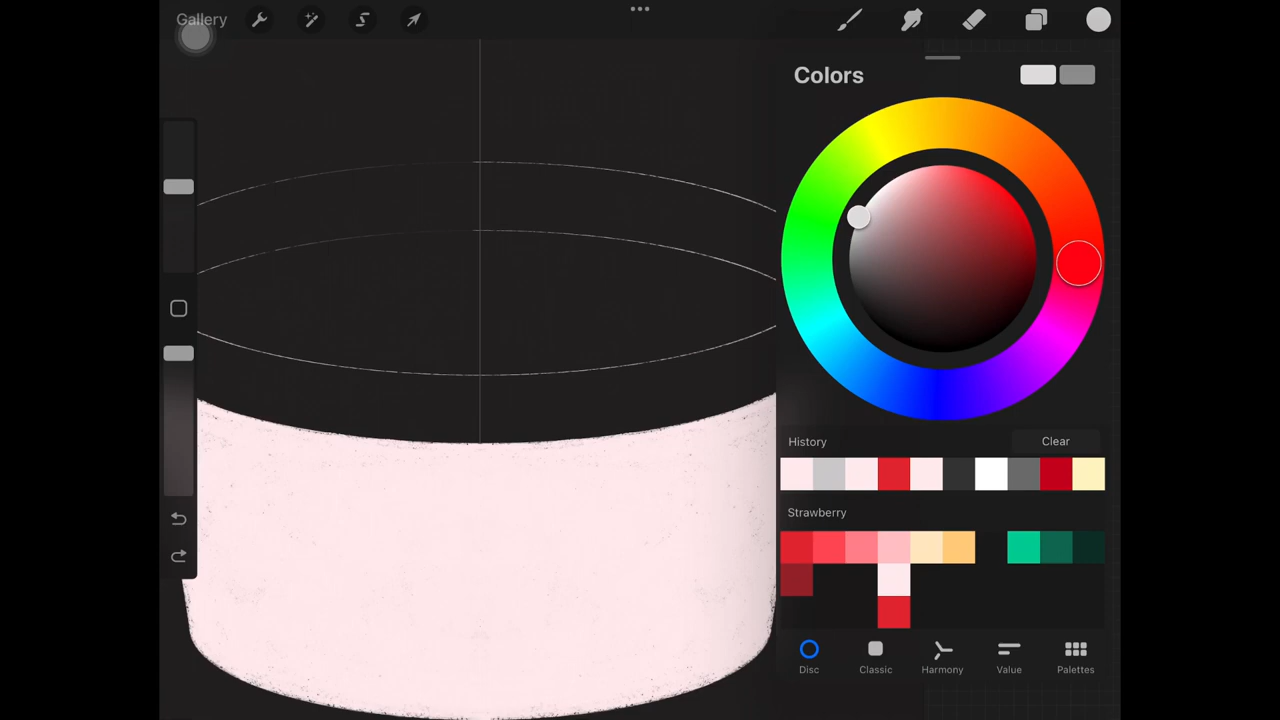 Gallery
Colors
History
Clear
Strawberry
Disc
Classic
Harmony
Value
Palettes